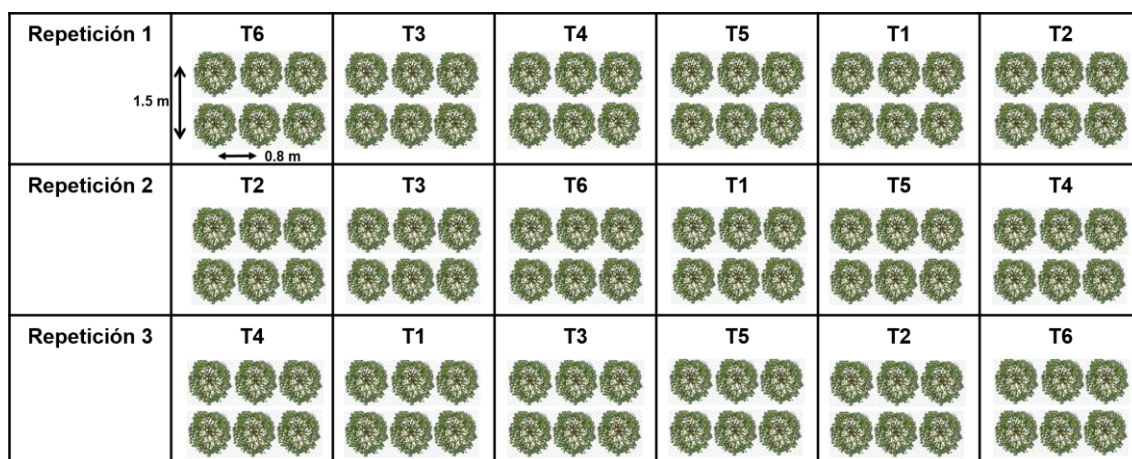 Repetición 1 T6 T3 T4 T5 T1 T2
1.5 m
0.8 m
Repetición 2 T2 T3 T6 T1 T5 T4
Repetición 3 T4 T1 T3 T5 T2 T6